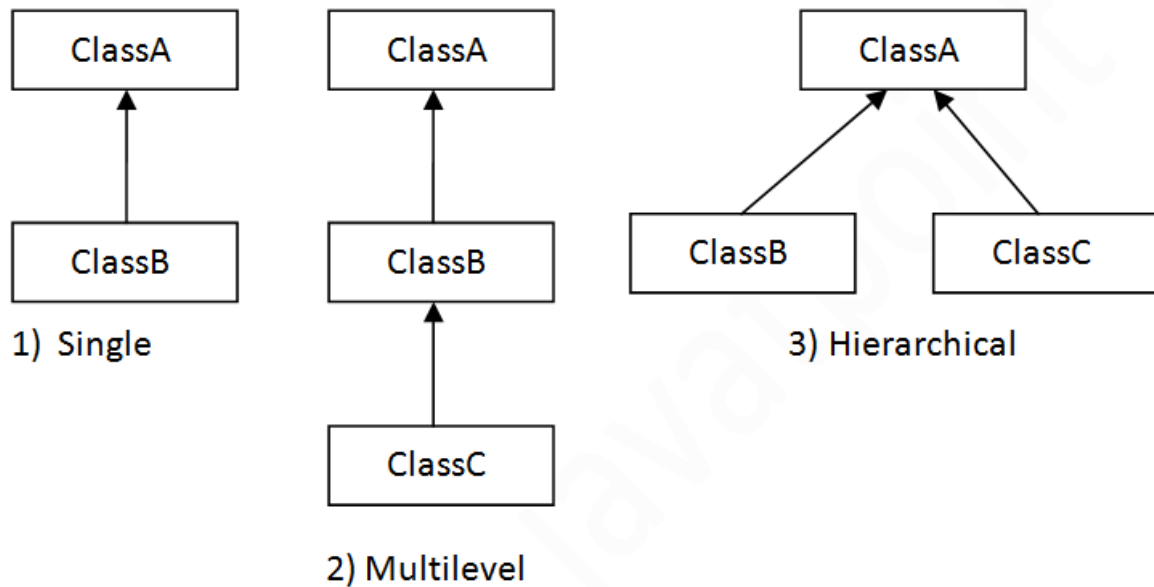 ClassA
ClassB
1) Single
ClassA
ClassB
ClassC
2) Multilevel
ClassA
ClassB
ClassC
3) Hierarchical